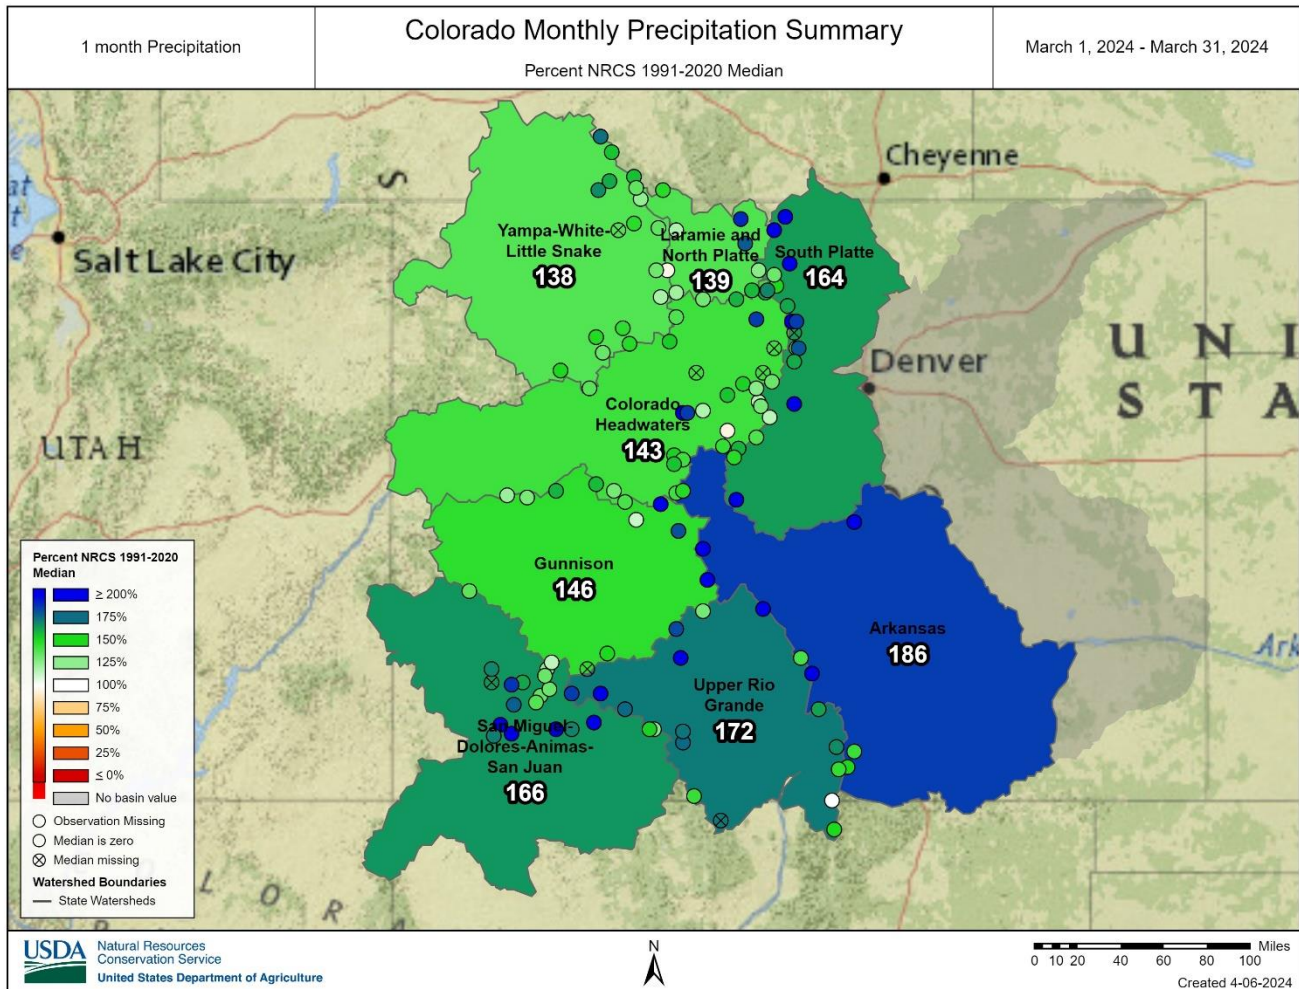 1 month Precipitation
Colorado Monthly Precipitation Summary
Percent NRCS 1991-2020 Median
March 1, 2024 - March 31, 2024
Cheyenne
Salt Lake City
Yampa-White-
Little Snake
138
Laramie and
North Platte
139
South Platte
164
Denver
U N I
S T A
UTAH
Colorado
Headwaters
143
Gunnison
146
Arkansas
186
Upper Rio
Grande
172
San Miguel-
Dolores-Animas-
San Juan
166
Ark
Percent NRCS 1991-2020
Median
≥ 200%
175%
150%
125%
100%
75%
50%
25%
≤ 0%
No basin value
Observation Missing
Median is zero
Median missing
Watershed Boundaries
State Watersheds
L O R A
USDA
Natural Resources
Conservation Service
United States Department of Agriculture
N
Miles
0 10 20 40 60 80 100
Created 4-06-2024